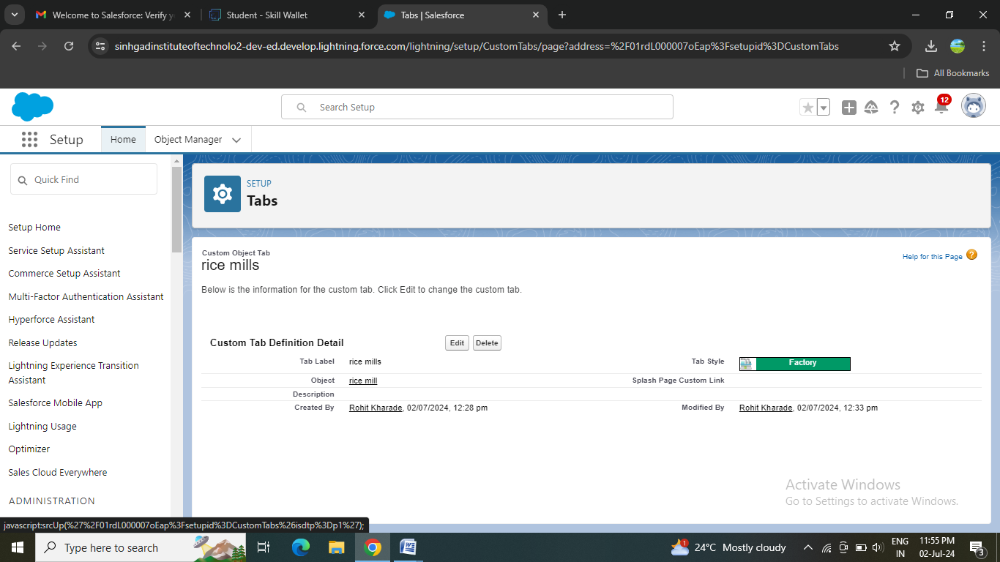 Welcome to Salesforce: Verify y
Student - Skill Wallet
Tabs | Salesforce
sinhgadinstituteoftechnolo2-dev-ed.develop.lightning.force.com/lightning/setup/CustomTabs/page?address=%2F01rdL000007oEap%3Fsetupid%3DCustomTabs
All Bookmarks
Search Setup
12
Setup
Home
Object Manager
Quick Find
SETUP
Tabs
Setup Home
Service Setup Assistant
Commerce Setup Assistant
Multi-Factor Authentication Assistant
Hyperforce Assistant
Release Updates
Lightning Experience Transition
Assistant
Salesforce Mobile App
Lightning Usage
Optimizer
Sales Cloud Everywhere
ADMINISTRATION
Custom Object Tab
rice mills
Help for this Page ?
Below is the information for the custom tab. Click Edit to change the custom tab.
Custom Tab Definition Detail
Edit
Delete
Tab Label rice mills
Tab Style Factory
Object rice mill
Splash Page Custom Link
Description
Created By Rohit Kharade, 02/07/2024, 12:28 pm
Modified By Rohit Kharade, 02/07/2024, 12:33 pm
Activate Windows
Go to Settings to activate Windows.
javascript:srcUp(%27%2F01rdL000007oEap%3Fsetupid%3DCustomTabs%26isdtp%3Dp1%27);
Type here to search
1
24°C Mostly cloudy
ENG
IN
11:55 PM
02-Jul-24
3